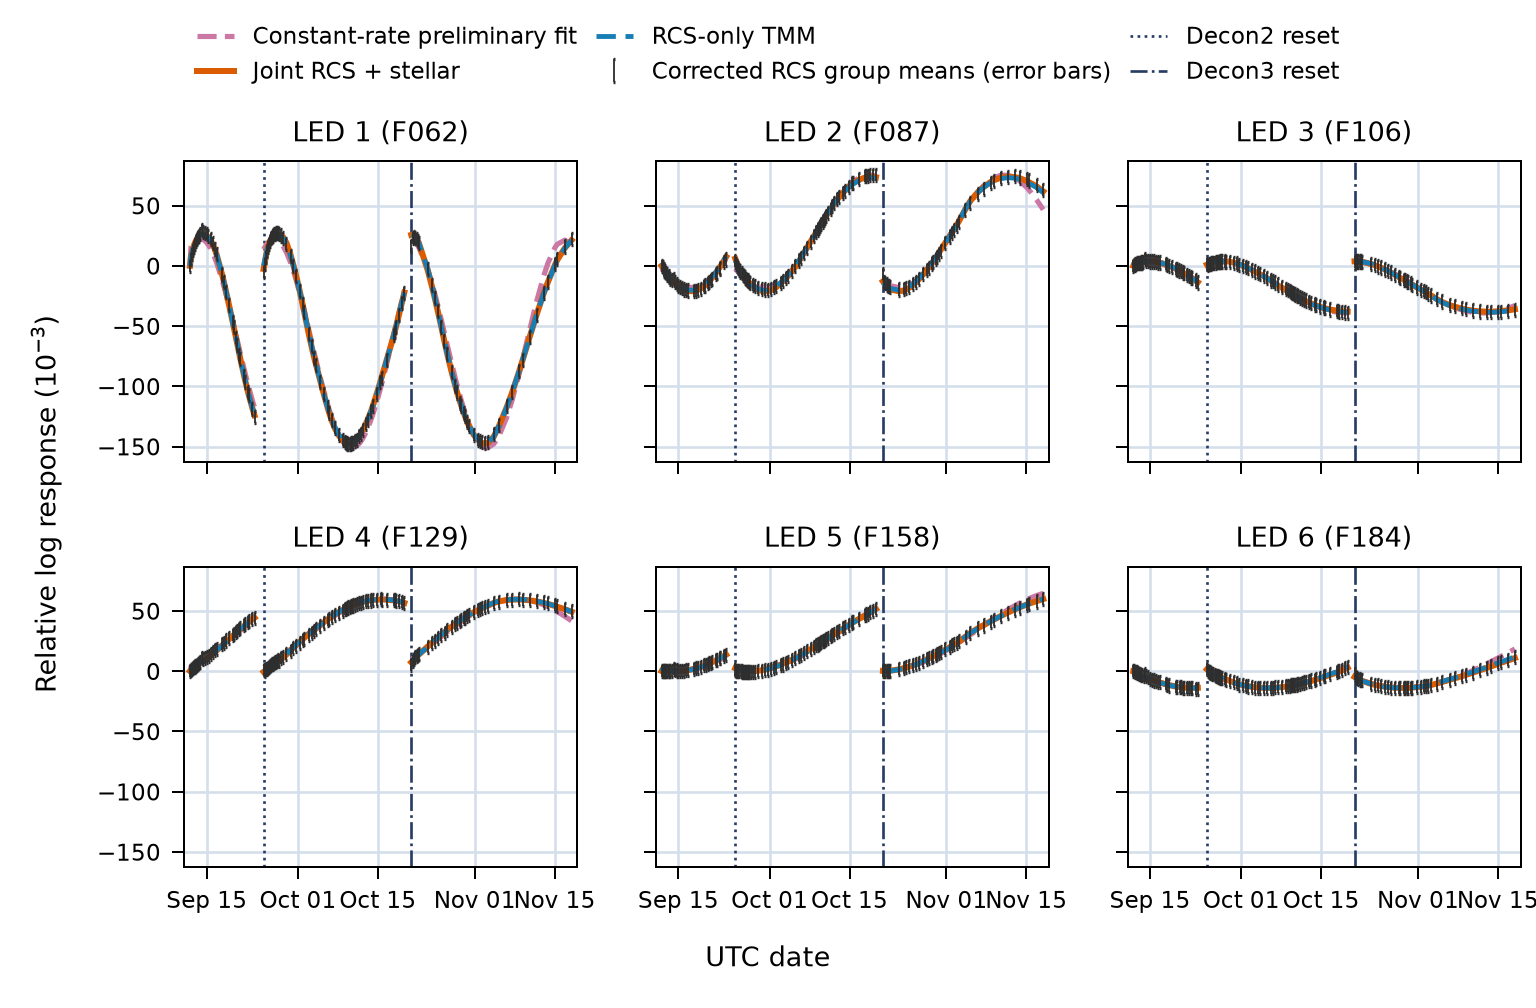 Constant-rate preliminary fit
RCS-only TMM
Decon2 reset
Joint RCS + stellar
Corrected RCS group means (error bars)
Decon3 reset
LED 1 (F062)
LED 2 (F087)
LED 3 (F106)
50
0
−50
−100
−150
Relative log response (10⁻³)
LED 4 (F129)
LED 5 (F158)
LED 6 (F184)
50
0
−50
−100
−150
Sep 15 Oct 01 Oct 15 Nov 01 Nov 15
Sep 15 Oct 01 Oct 15 Nov 01 Nov 15
Sep 15 Oct 01 Oct 15 Nov 01 Nov 15
UTC date